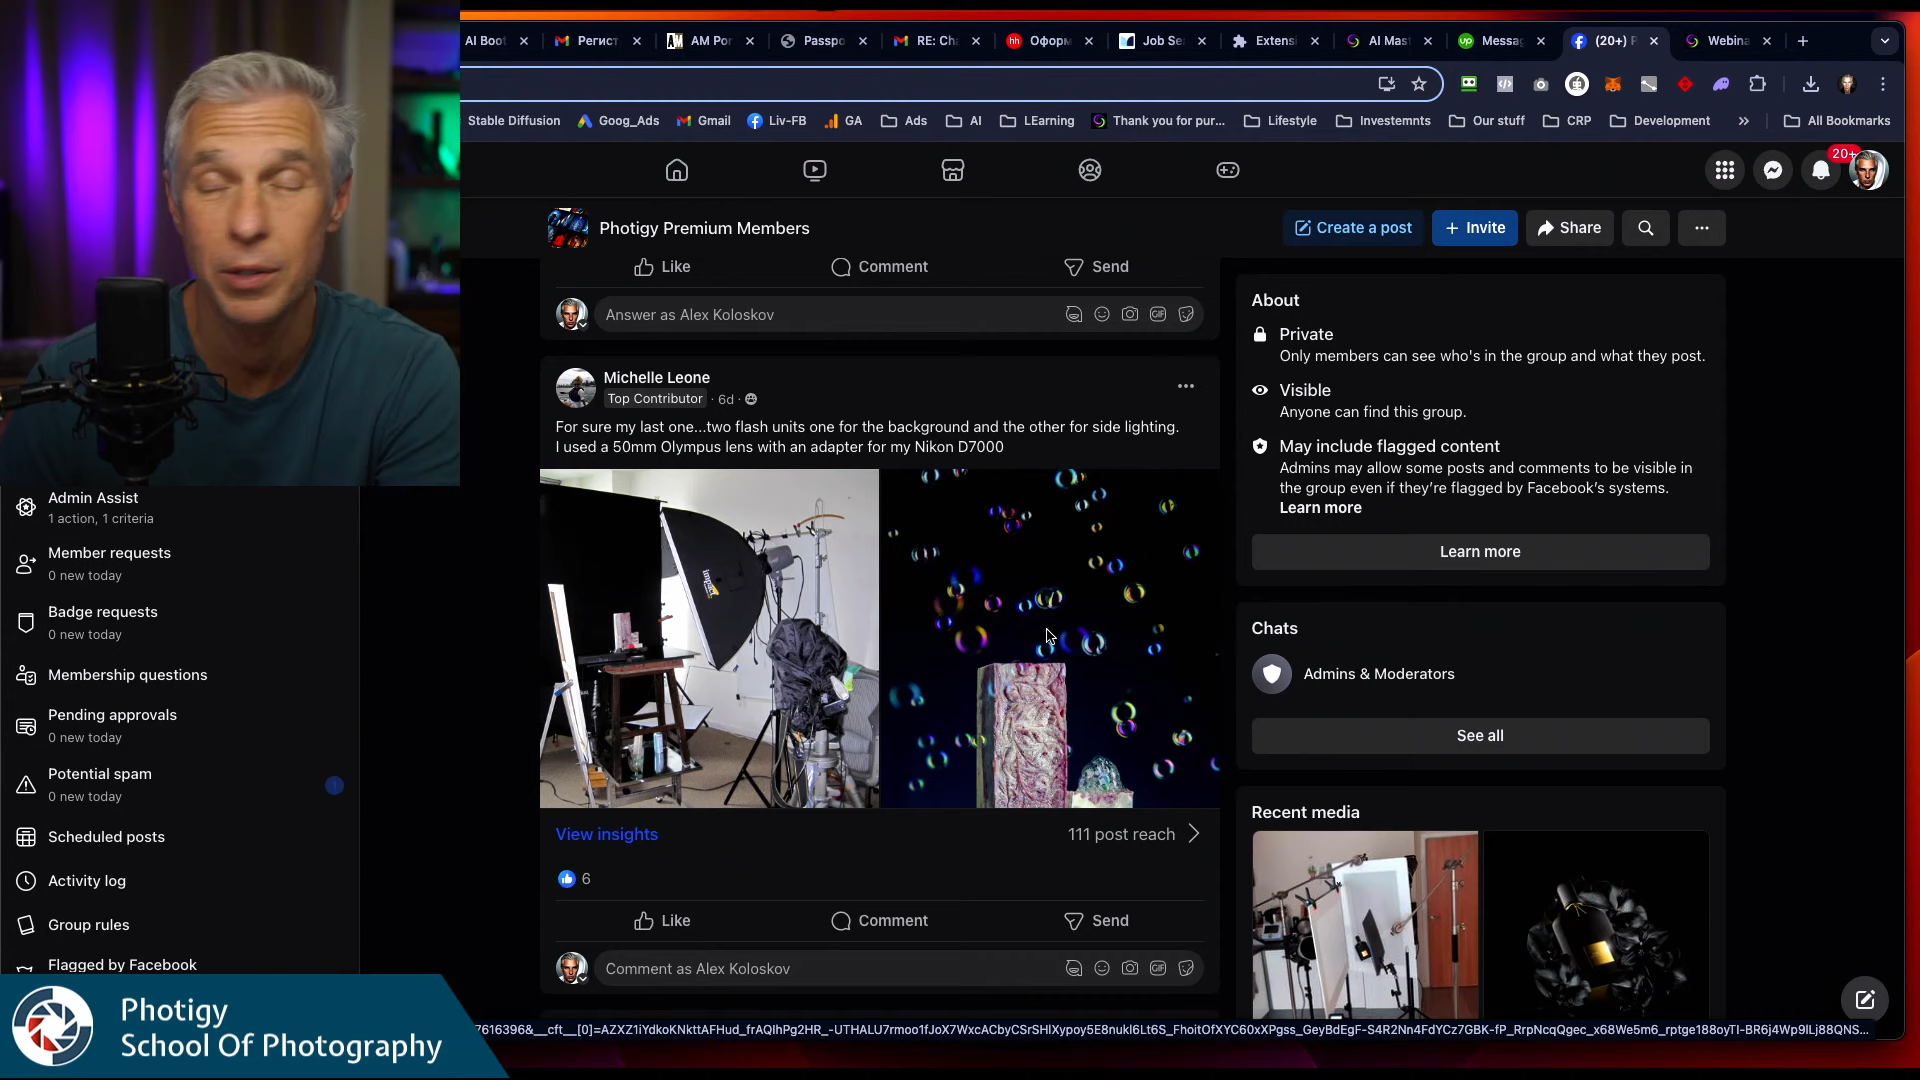 AI Boot
Регист
AM Por
Passpo
RE: Ch
Оформ
Job Se
Extensi
AI Mast
Messag
(20+) P
Webina
Stable Diffusion
Goog_Ads
Gmail
Liv-FB
GA
Ads
AI
LEarning
Thank you for pur...
Lifestyle
Investemnts
Our stuff
CRP
Development
All Bookmarks
20+
Photigy Premium Members
Create a post
Invite
Share
Like
Comment
Send
Answer as Alex Koloskov
Michelle Leone
Top Contributor · 6d ·
For sure my last one...two flash units one for the background and the other for side lighting.
I used a 50mm Olympus lens with an adapter for my Nikon D7000
impact
View insights
111 post reach
6
Like
Comment
Send
Comment as Alex Koloskov
About
Private
Only members can see who's in the group and what they post.
Visible
Anyone can find this group.
May include flagged content
Admins may allow some posts and comments to be visible in
the group even if they're flagged by Facebook's systems.
Learn more
Learn more
Chats
Admins & Moderators
See all
Recent media
Admin Assist
1 action, 1 criteria
Member requests
0 new today
Badge requests
0 new today
Membership questions
Pending approvals
0 new today
Potential spam
0 new today
1
Scheduled posts
Activity log
Group rules
Flagged by Facebook
Photigy
School Of Photography